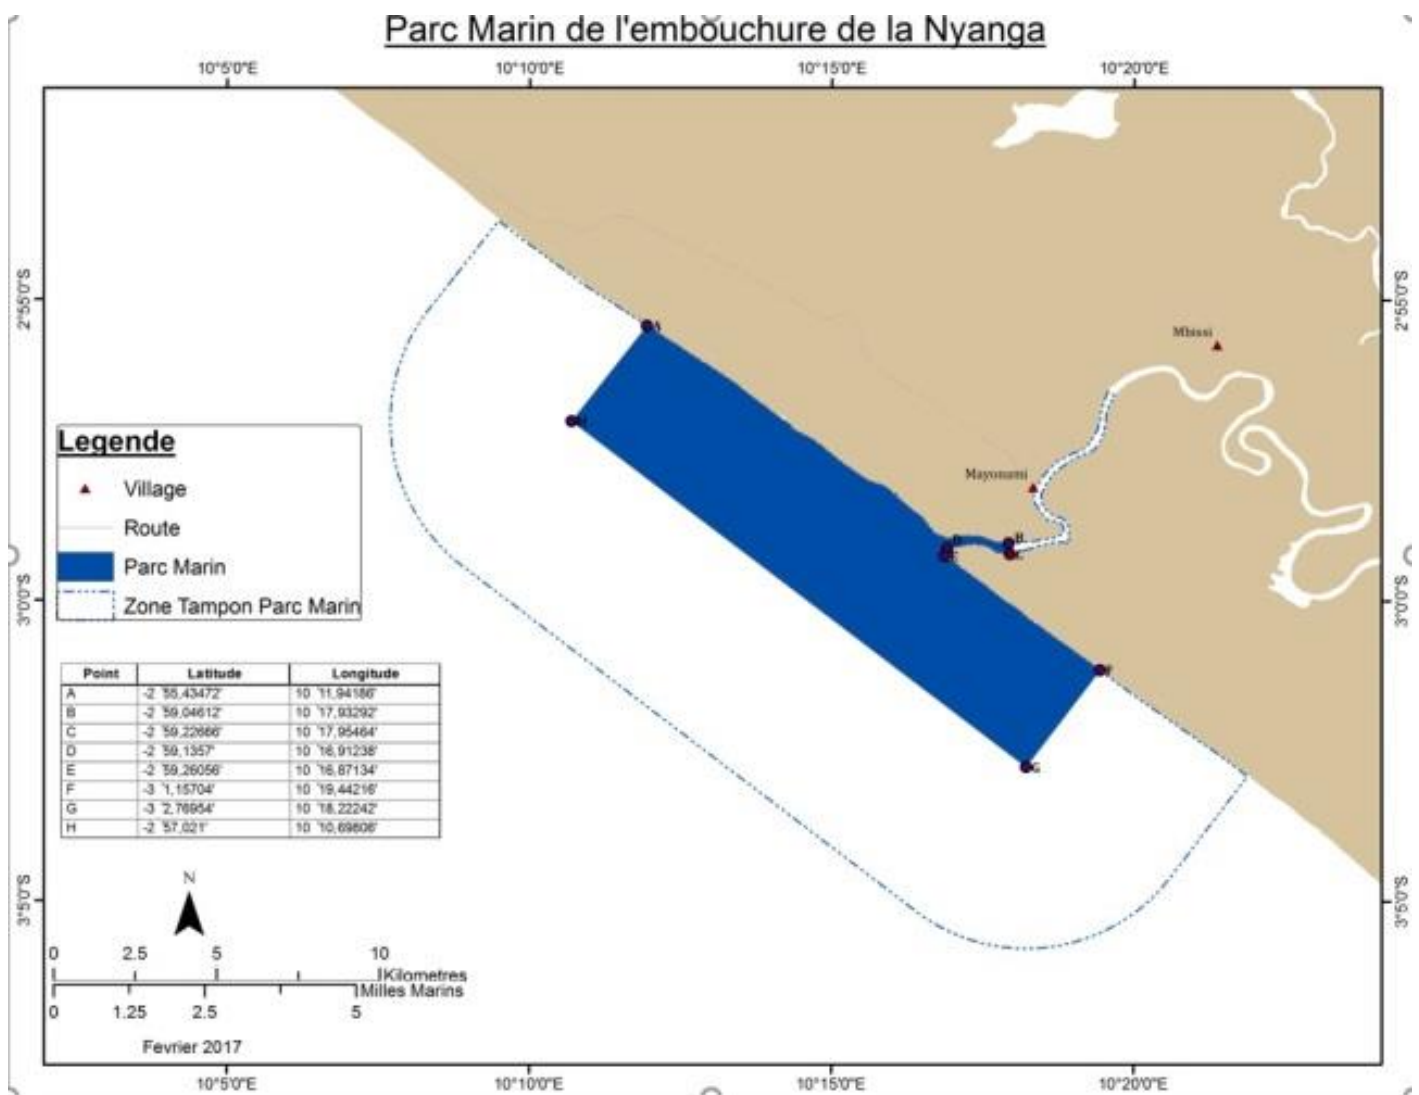 Parc Marin de l'embouchure de la Nyanga
10°5'0"E 10°10'0"E 10°15'0"E 10°20'0"E
2°55'0"S 2°55'0"S
A
Mbissi
H
Legende
Mayonami
Village
Route
D B
E C
Parc Marin
Zone Tampon Parc Marin
3°0'0"S 3°0'0"S
F
Point Latitude Longitude
A -2 '55,43472' 10 '11,94186'
B -2 '59,04612' 10 '17,93292'
C -2 '59,22666' 10 '17,95464'
D -2 '59,1357' 10 '16,91238'
E -2 '59,26056' 10 '16,87134'
F -3 '1,15704' 10 '19,44216'
G -3 '2,76954' 10 '18,22242'
H -2 '57,021' 10 '10,69806'
G
N
3°5'0"S 3°5'0"S
0 2.5 5 10
Kilometres
Milles Marins
0 1.25 2.5 5
Fevrier 2017
10°5'0"E 10°10'0"E 10°15'0"E 10°20'0"E